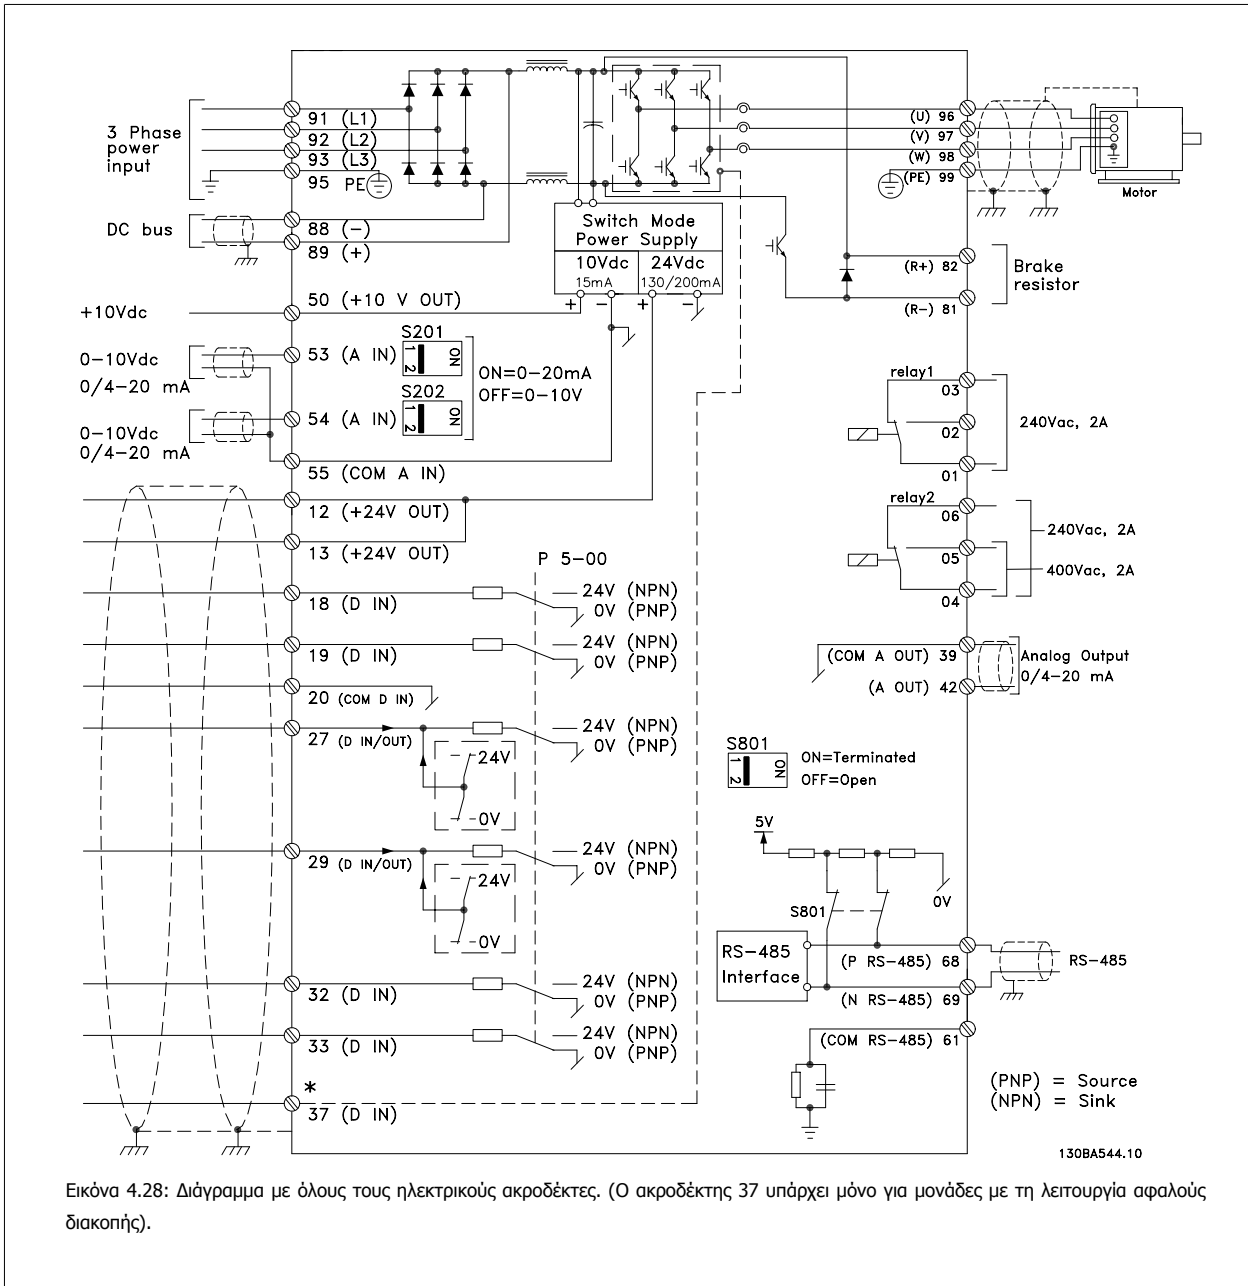 3 Phase
power
input
91 (L1)
92 (L2)
93 (L3)
95 PE
DC bus
88 (-)
89 (+)
Switch Mode
Power Supply
10Vdc
15mA
24Vdc
130/200mA
+ - + -
(U) 96
(V) 97
(W) 98
(PE) 99
Motor
(R+) 82
(R-) 81
Brake
resistor
+10Vdc
50 (+10 V OUT)
0-10Vdc
0/4-20 mA
53 (A IN)
S201
1 2
ON
0-10Vdc
0/4-20 mA
54 (A IN)
S202
1 2
ON
ON=0-20mA
OFF=0-10V
55 (COM A IN)
12 (+24V OUT)
13 (+24V OUT)
P 5-00
18 (D IN)
24V (NPN)
0V (PNP)
19 (D IN)
24V (NPN)
0V (PNP)
20 (COM D IN)
27 (D IN/OUT)
24V (NPN)
0V (PNP)
24V
0V
29 (D IN/OUT)
24V (NPN)
0V (PNP)
24V
0V
32 (D IN)
24V (NPN)
0V (PNP)
33 (D IN)
24V (NPN)
0V (PNP)
*
37 (D IN)
relay1
03
02
01
240Vac, 2A
relay2
06
05
04
240Vac, 2A
400Vac, 2A
(COM A OUT) 39
(A OUT) 42
Analog Output
0/4-20 mA
S801
1 2
ON
ON=Terminated
OFF=Open
5V
0V
S801
RS-485
Interface
(P RS-485) 68
(N RS-485) 69
RS-485
(COM RS-485) 61
(PNP) = Source
(NPN) = Sink
130BA544.10
Εικόνα 4.28: Διάγραμμα με όλους τους ηλεκτρικούς ακροδέκτες. (Ο ακροδέκτης 37 υπάρχει μόνο για μονάδες με τη λειτουργία αφαλούς
διακοπής).